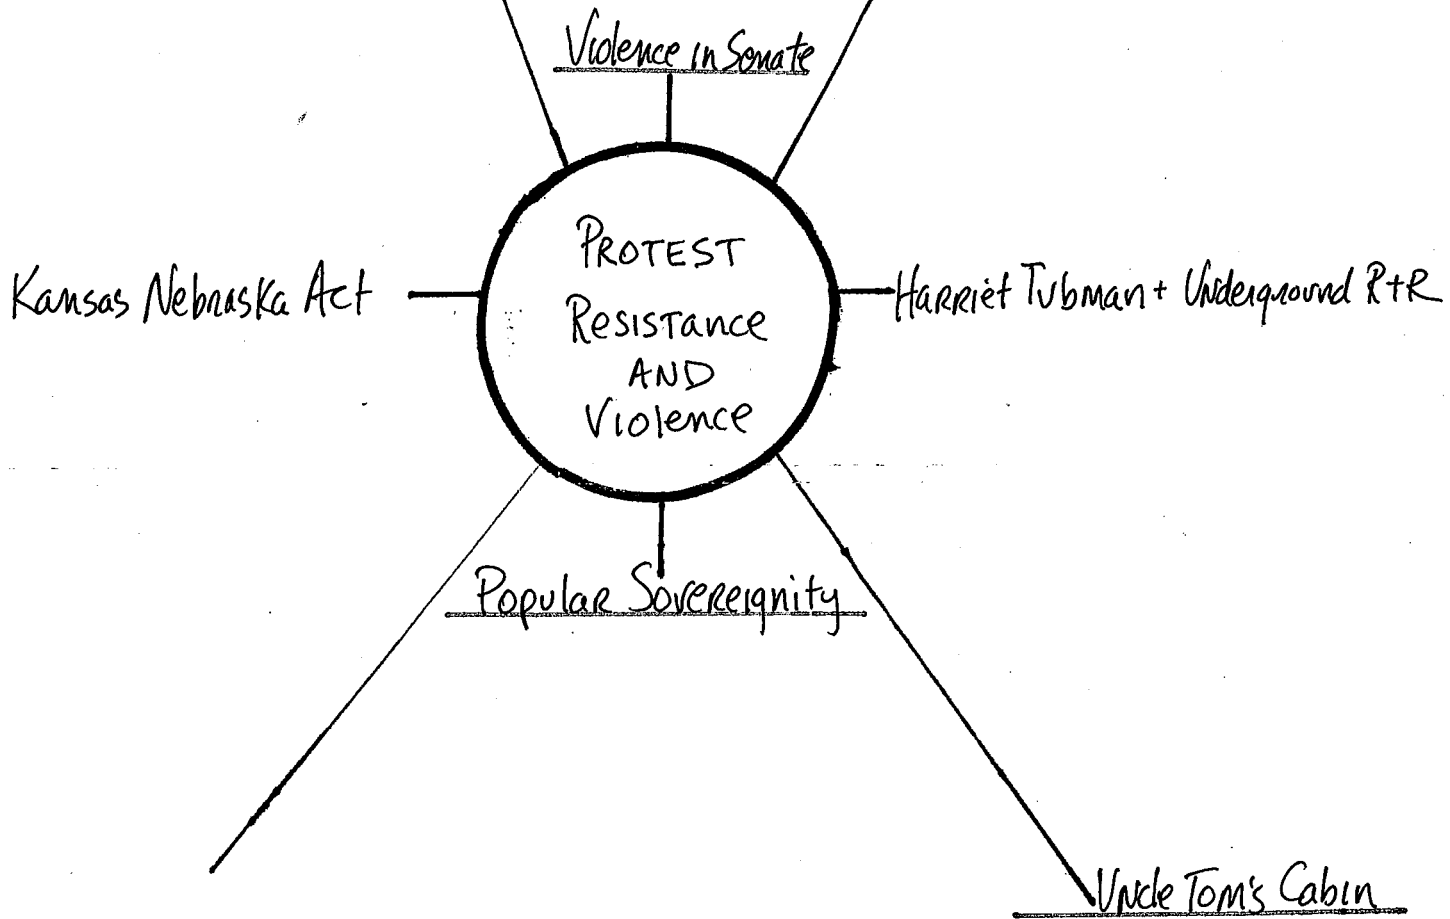 Violence in Senate
PROTEST
Resistance
AND
Violence
Kansas Nebraska Act
Harriet Tubman + Underground R+R
Popular Sovereignity
Uncle Tom's Cabin